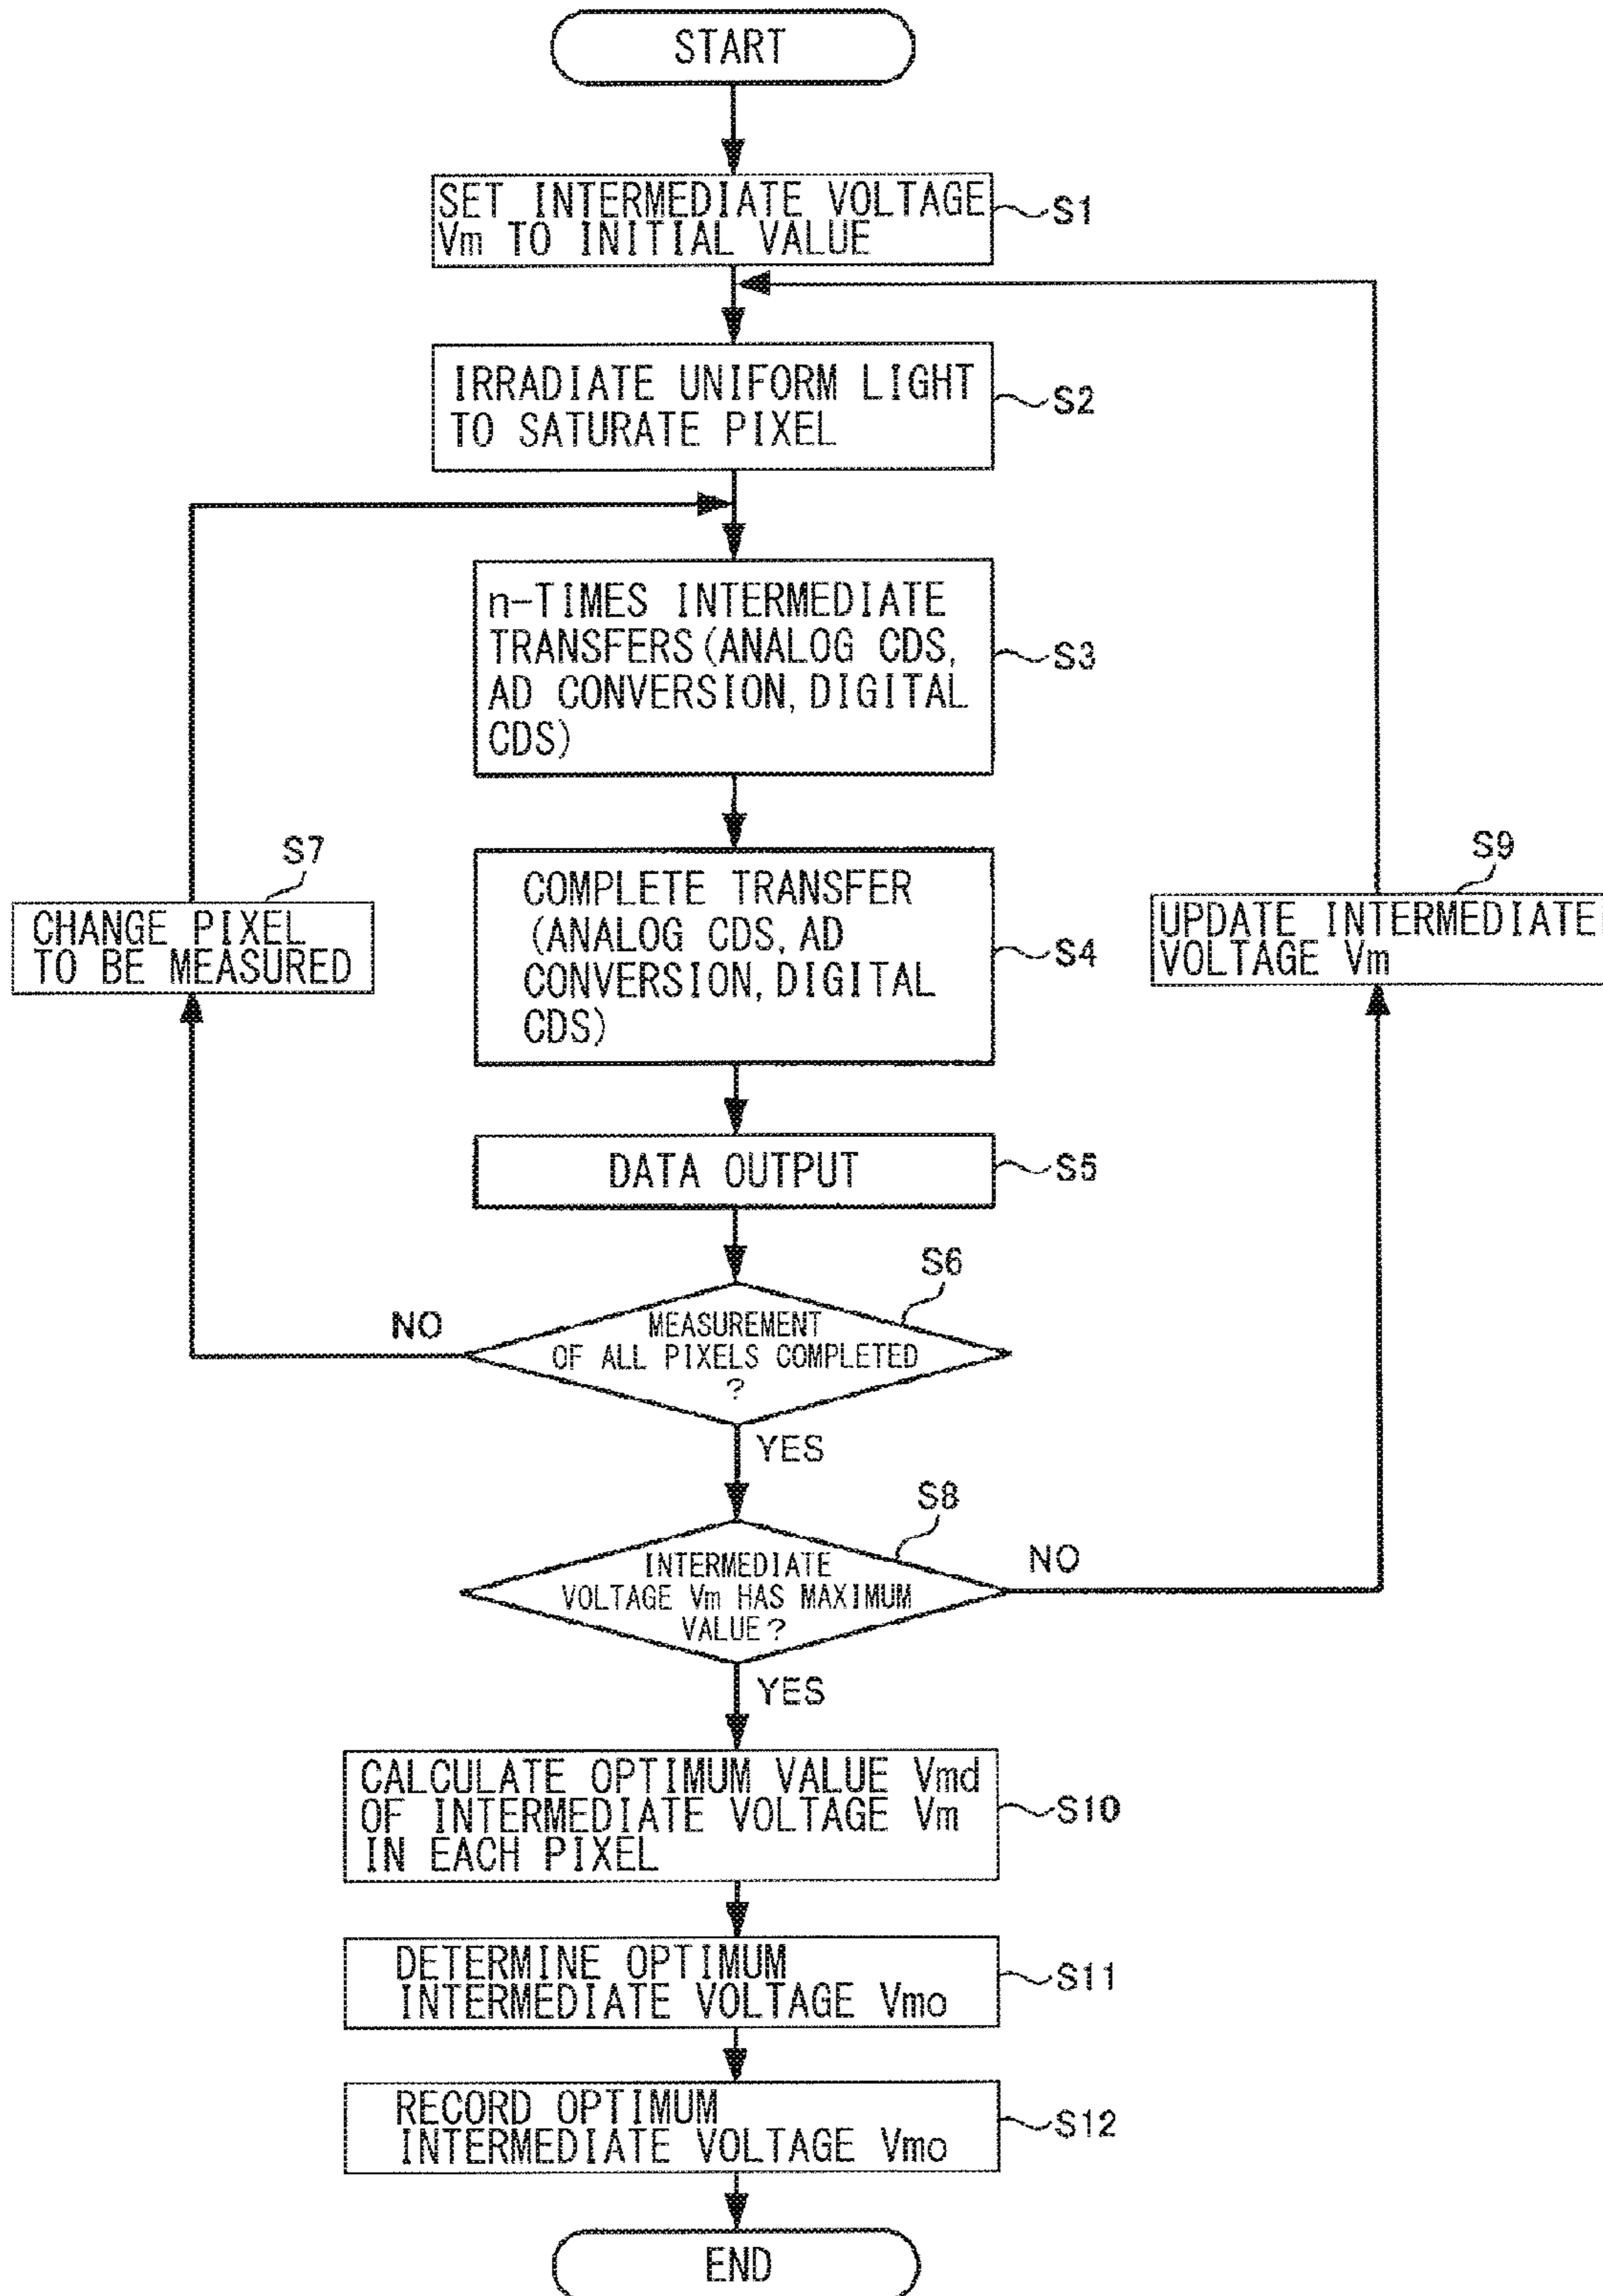 START
SET INTERMEDIATE VOLTAGE
Vm TO INITIAL VALUE
S1
IRRADIATE UNIFORM LIGHT
TO SATURATE PIXEL
S2
n-TIMES INTERMEDIATE
TRANSFERS(ANALOG CDS,
AD CONVERSION, DIGITAL
CDS)
S3
S7
CHANGE PIXEL
TO BE MEASURED
COMPLETE TRANSFER
(ANALOG CDS, AD
CONVERSION, DIGITAL
CDS)
S4
S9
UPDATE INTERMEDIATE
VOLTAGE Vm
DATA OUTPUT
S5
S6
NO
MEASUREMENT
OF ALL PIXELS COMPLETED
?
YES
S8
INTERMEDIATE
VOLTAGE Vm HAS MAXIMUM
VALUE?
NO
YES
CALCULATE OPTIMUM VALUE Vmd
OF INTERMEDIATE VOLTAGE Vm
IN EACH PIXEL
S10
DETERMINE OPTIMUM
INTERMEDIATE VOLTAGE Vmo
S11
RECORD OPTIMUM
INTERMEDIATE VOLTAGE Vmo
S12
END